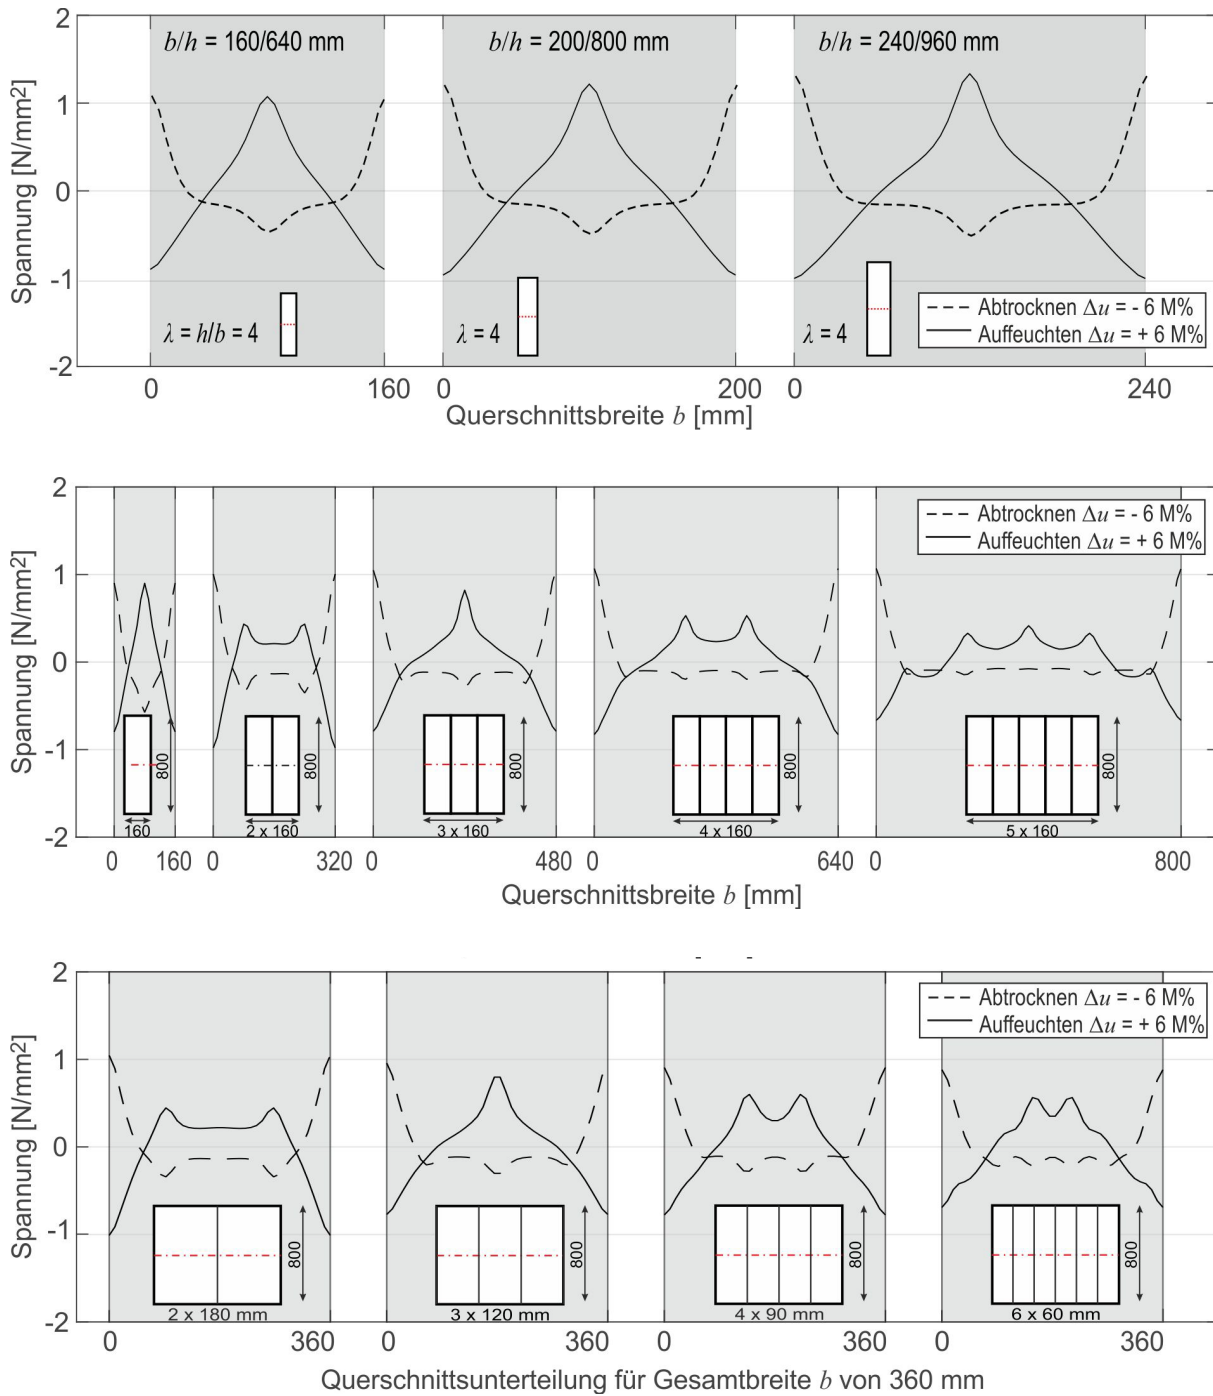 2
b/h = 160/640 mm
b/h = 200/800 mm
b/h = 240/960 mm
1
0
-1
-2
Spannung [N/mm²]
λ = h/b = 4
λ = 4
λ = 4
Abtrocknen Δu = - 6 M%
Auffeuchten Δu = + 6 M%
0 160 0 200 0 240
Querschnittsbreite b [mm]
2
1
0
-1
-2
Spannung [N/mm²]
Abtrocknen Δu = - 6 M%
Auffeuchten Δu = + 6 M%
800
800
800
800
800
160
2 x 160
3 x 160
4 x 160
5 x 160
0 160 0 320 0 480 0 640 0 800
Querschnittsbreite b [mm]
2
1
0
-1
-2
Spannung [N/mm²]
Abtrocknen Δu = - 6 M%
Auffeuchten Δu = + 6 M%
800
800
800
800
2 x 180 mm
3 x 120 mm
4 x 90 mm
6 x 60 mm
0 360 0 360 0 360 0 360
Querschnittsunterteilung für Gesamtbreite b von 360 mm